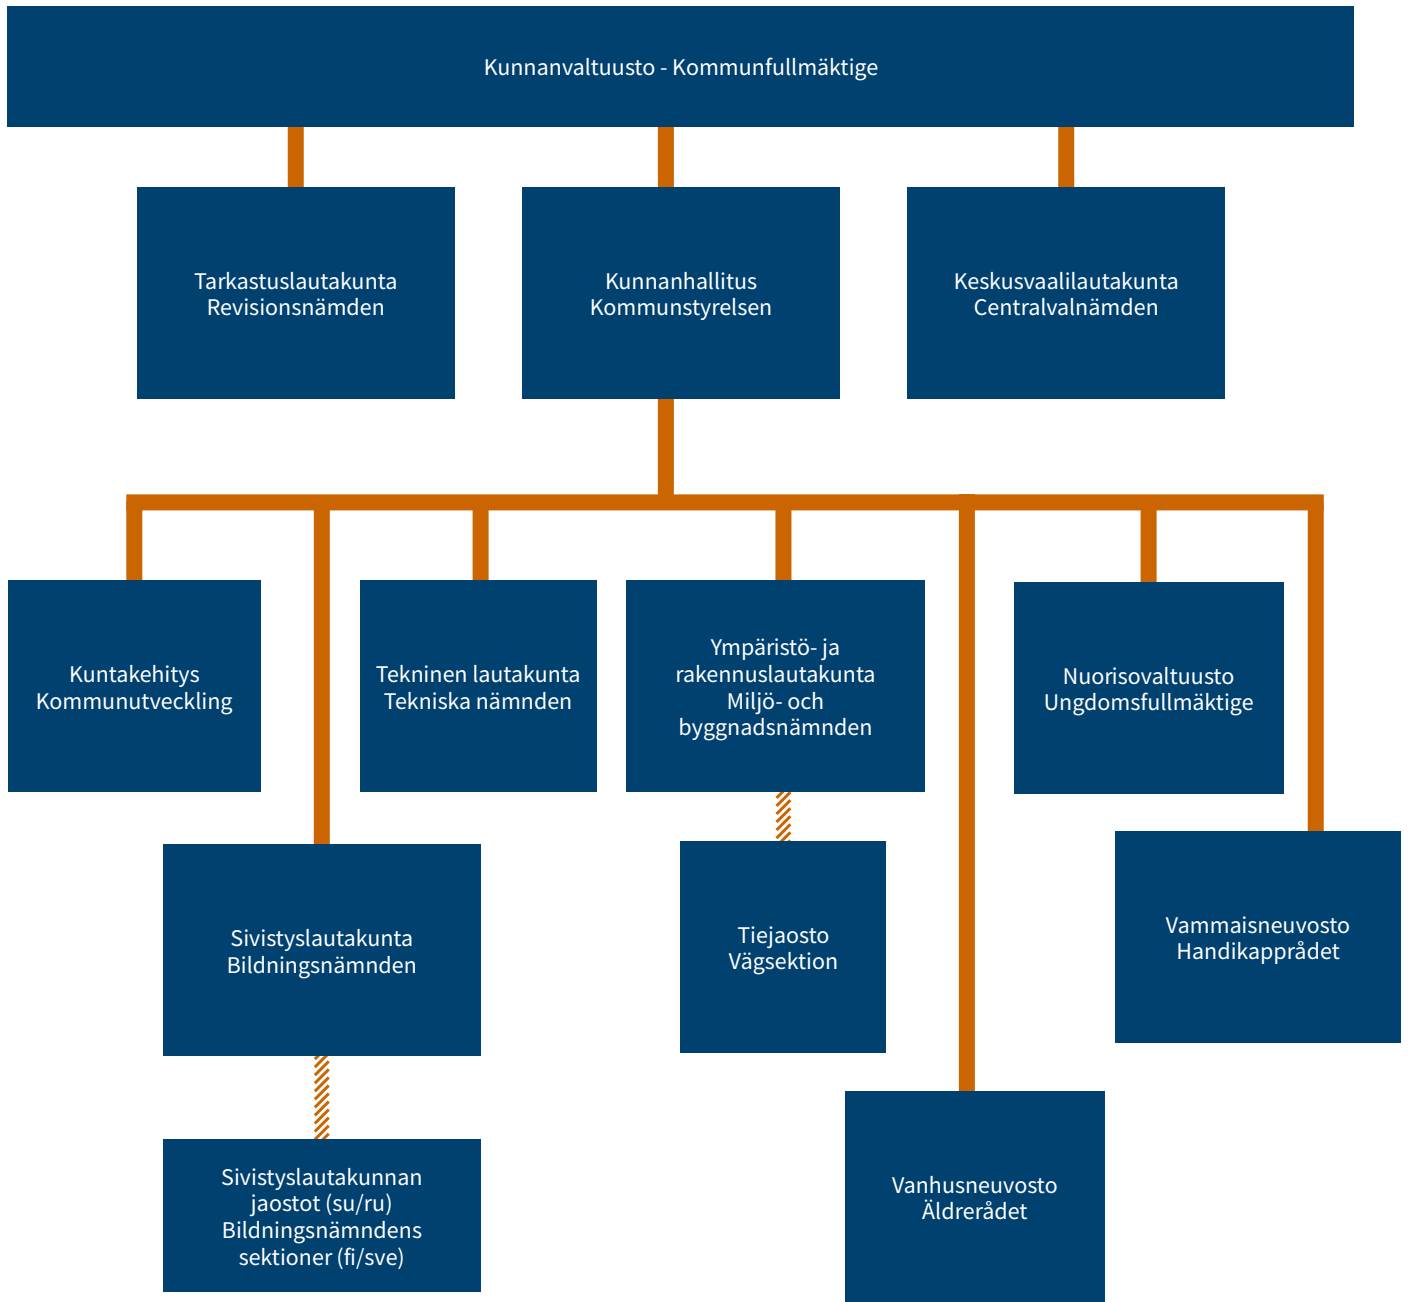 Kunnanvaltuusto - Kommunfullmäktige
Tarkastuslautakunta
Revisionsnämden
Kunnanhallitus
Kommunstyrelsen
Keskusvaalilautakunta
Centralvalnämden
Kuntakehitys
Kommunutveckling
Tekninen lautakunta
Tekniska nämnden
Ympäristö- ja
rakennuslautakunta
Miljö- och
byggnadsnämnden
Nuorisovaltuusto
Ungdomsfullmäktige
Sivistyslautakunta
Bildningsnämnden
Tiejaosto
Vägsektion
Vammaisneuvosto
Handikapprådet
Sivistyslautakunnan
jaostot (su/ru)
Bildningsnämndens
sektioner (fi/sve)
Vanhusneuvosto
Äldrerådet